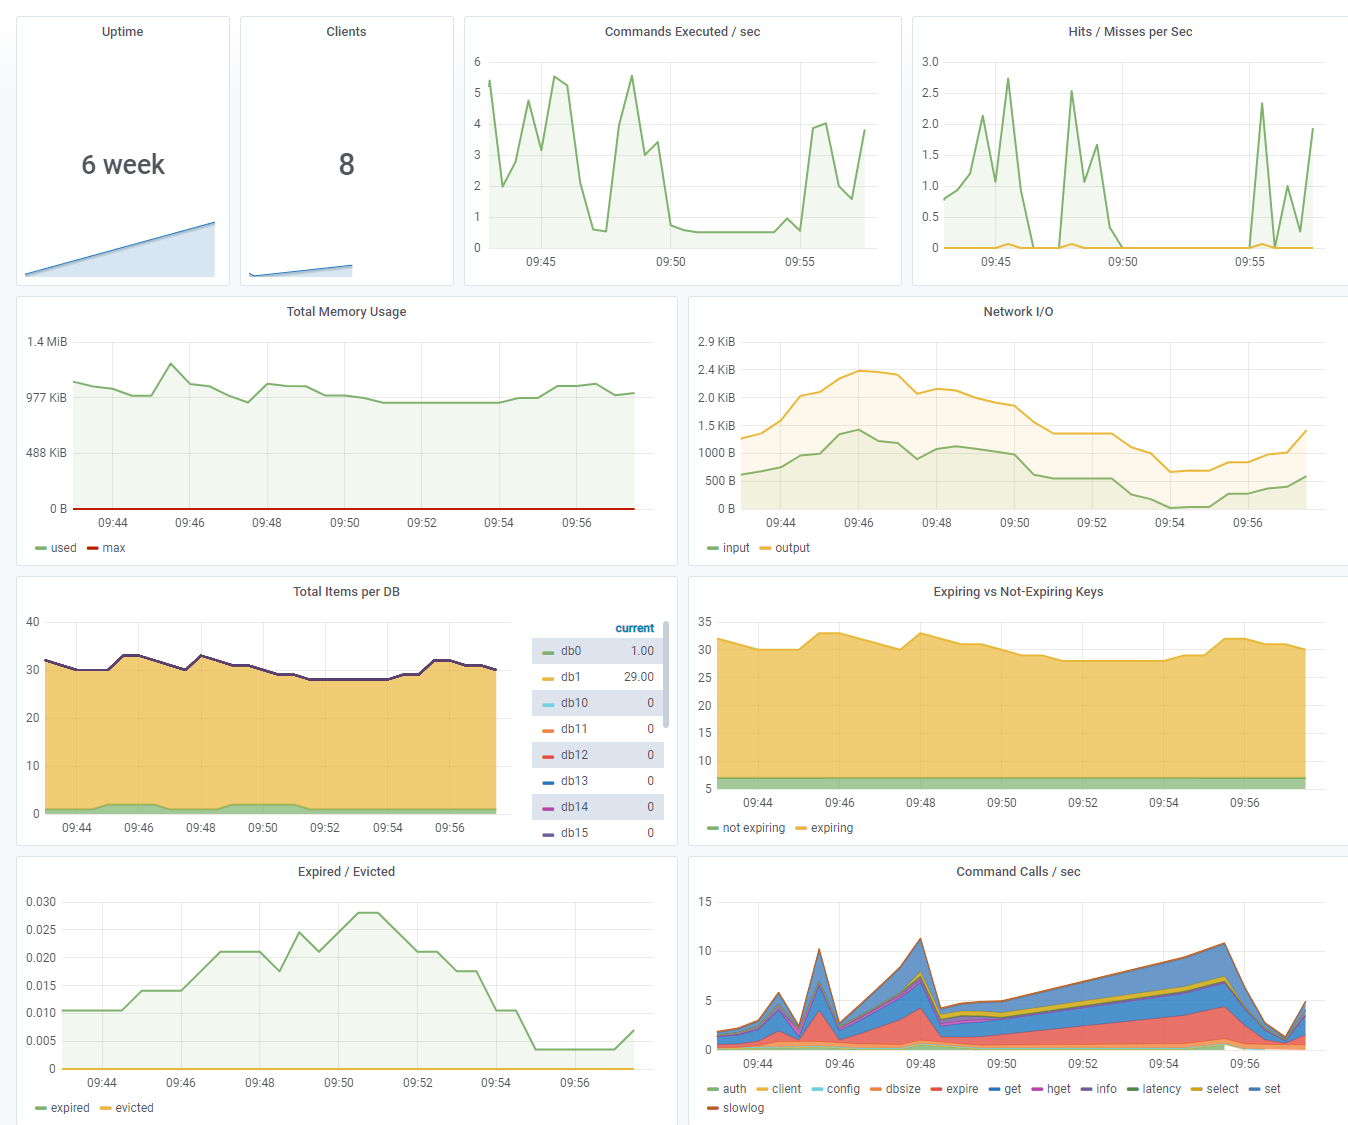 Uptime
6 week
Clients
8
Commands Executed / sec
6
5
4
3
2
1
0
09:45 09:50 09:55
Hits / Misses per Sec
3.0
2.5
2.0
1.5
1.0
0.5
0
09:45 09:50 09:55
Total Memory Usage
1.4 MiB
977 KiB
488 KiB
0 B
09:44 09:46 09:48 09:50 09:52 09:54 09:56
used max
Network I/O
2.9 KiB
2.4 KiB
2.0 KiB
1.5 KiB
1000 B
500 B
0 B
09:44 09:46 09:48 09:50 09:52 09:54 09:56
input output
Total Items per DB
40
30
20
10
0
09:44 09:46 09:48 09:50 09:52 09:54 09:56
current
db0 1.00
db1 29.00
db10 0
db11 0
db12 0
db13 0
db14 0
db15 0
Expiring vs Not-Expiring Keys
35
30
25
20
15
10
5
09:44 09:46 09:48 09:50 09:52 09:54 09:56
not expiring expiring
Expired / Evicted
0.030
0.025
0.020
0.015
0.010
0.005
0
09:44 09:46 09:48 09:50 09:52 09:54 09:56
expired evicted
Command Calls / sec
15
10
5
0
09:44 09:46 09:48 09:50 09:52 09:54 09:56
auth client config dbsize expire get hget info latency select set
slowlog